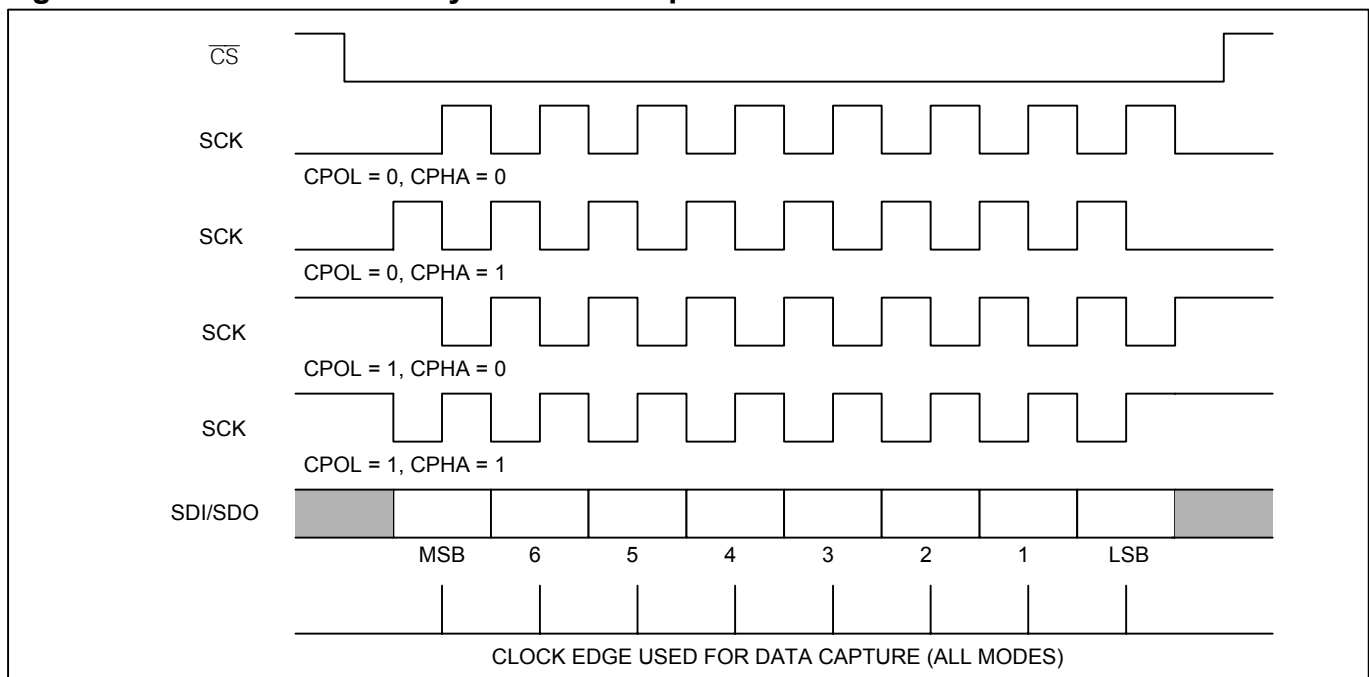 CS
SCK
CPOL = 0, CPHA = 0
SCK
CPOL = 0, CPHA = 1
SCK
CPOL = 1, CPHA = 0
SCK
CPOL = 1, CPHA = 1
SDI/SDO
MSB 6 5 4 3 2 1 LSB
CLOCK EDGE USED FOR DATA CAPTURE (ALL MODES)